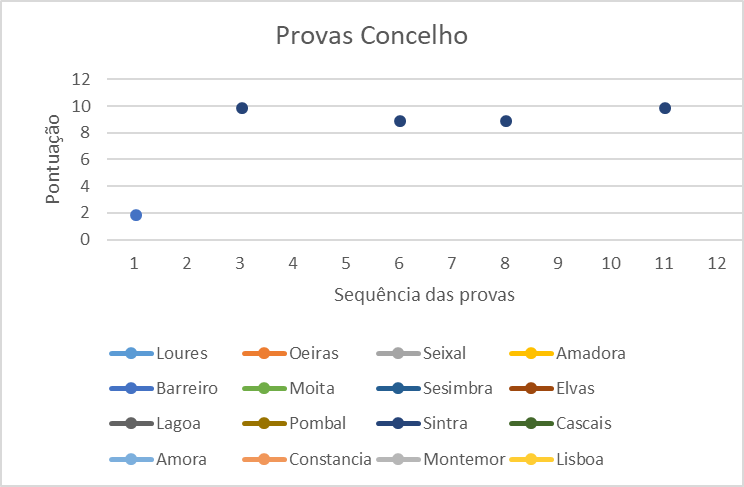 Provas Concelho
12
10
8
6
4
2
0
Pontuação
1 2 3 4 5 6 7 8 9 10 11 12
Sequência das provas
Loures Oeiras Seixal Amadora
Barreiro Moita Sesimbra Elvas
Lagoa Pombal Sintra Cascais
Amora Constancia Montemor Lisboa